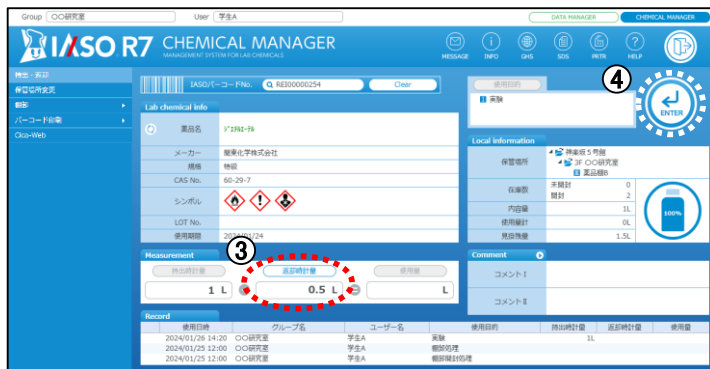 Group 〇〇研究室 User 学生A DATA MANAGER CHEMICAL MANAGER
IASO R7 CHEMICAL MANAGER
MANAGEMENT SYSTEM FOR LAB CHEMICALS
MESSAGE INFO GHS SDS PRTR HELP
持出・返却
保管場所変更
棚卸
バーコード印刷
Cica-Web
IASOバーコードNo. REI00000254 Clear
使用目的
実験
④
ENTER
Lab chemical info
薬品名 ジエチルエーテル
メーカー 関東化学株式会社
規格 特級
CAS No. 60-29-7
シンボル
LOT No.
使用期限 2024/01/24
Local information
保管場所
神楽坂5号館
3F 〇〇研究室
薬品棚B
在庫数
未開封 0
開封 2
内容量 1L
使用量計 0L
見掛残量 1.5L
100%
③
Measurement
持出時計量 返却時計量 使用量
1 L 0.5 L L
Comment
コメントⅠ
コメントⅡ
Record
使用日時 グループ名 ユーザー名 使用目的 持出時計量 返却時計量 使用量
2024/01/26 14:20 〇〇研究室 学生A 実験 1L
2024/01/25 12:00 〇〇研究室 学生A 棚卸処理
2024/01/25 12:00 〇〇研究室 学生A 棚卸開封処理